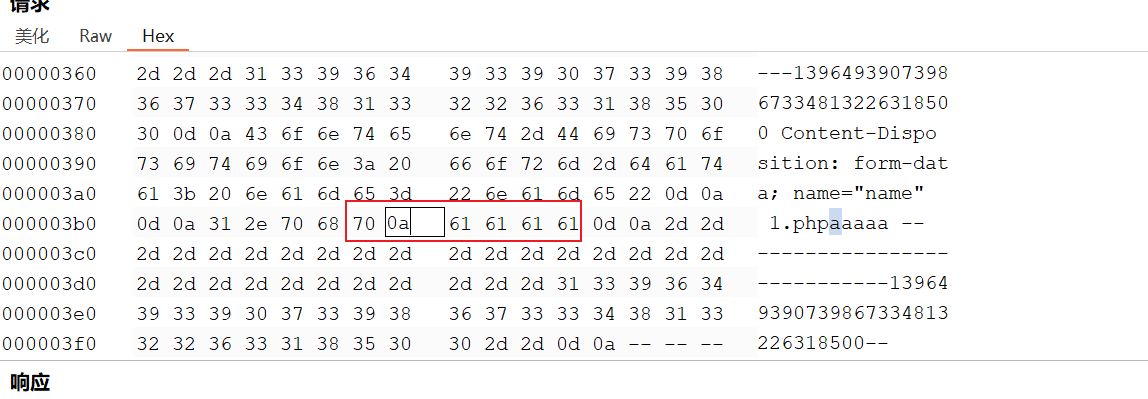 请求
美化 Raw Hex
00000360 2d 2d 2d 31 33 39 36 34 39 33 39 30 37 33 39 38 ---1396493907398
00000370 36 37 33 33 34 38 31 33 32 32 36 33 31 38 35 30 6733481322631850
00000380 30 0d 0a 43 6f 6e 74 65 6e 74 2d 44 69 73 70 6f 0 Content-Dispo
00000390 73 69 74 69 6f 6e 3a 20 66 6f 72 6d 2d 64 61 74 sition: form-dat
000003a0 61 3b 20 6e 61 6d 65 3d 22 6e 61 6d 65 22 0d 0a a; name="name"
000003b0 0d 0a 31 2e 70 68 70 0a 61 61 61 61 0d 0a 2d 2d 1.phpaaaaa --
000003c0 2d 2d 2d 2d 2d 2d 2d 2d 2d 2d 2d 2d 2d 2d 2d 2d ----------------
000003d0 2d 2d 2d 2d 2d 2d 2d 2d 2d 2d 2d 31 33 39 36 34 -----------13964
000003e0 39 33 39 30 37 33 39 38 36 37 33 33 34 38 31 33 9390739867334813
000003f0 32 32 36 33 31 38 35 30 30 2d 2d 0d 0a -- -- -- 226318500--
响应